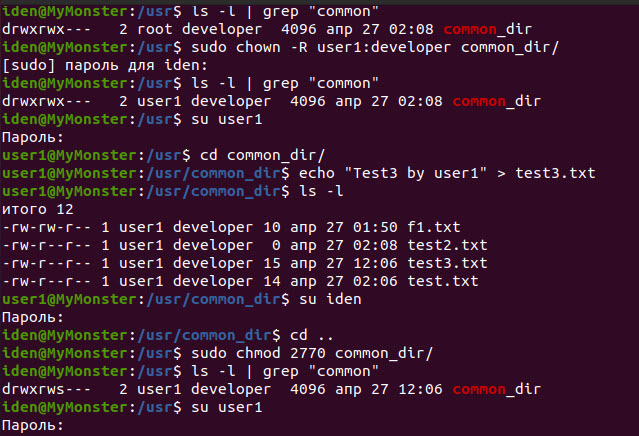 iden@MyMonster:/usr$ ls -l | grep "common"
drwxrwx---   2 root developer  4096 апр 27 02:08 common_dir
iden@MyMonster:/usr$ sudo chown -R user1:developer common_dir/
[sudo] пароль для iden:
iden@MyMonster:/usr$ ls -l | grep "common"
drwxrwx---   2 user1 developer  4096 апр 27 02:08 common_dir
iden@MyMonster:/usr$ su user1
Пароль:
user1@MyMonster:/usr$ cd common_dir/
user1@MyMonster:/usr/common_dir$ echo "Test3 by user1" > test3.txt
user1@MyMonster:/usr/common_dir$ ls -l
итого 12
-rw-rw-r-- 1 user1 developer 10 апр 27 01:50 f1.txt
-rw-r--r-- 1 user1 developer  0 апр 27 02:08 test2.txt
-rw-rw-r-- 1 user1 developer 15 апр 27 12:06 test3.txt
-rw-rw-r-- 1 user1 developer 14 апр 27 02:06 test.txt
user1@MyMonster:/usr/common_dir$ su iden
Пароль:
iden@MyMonster:/usr/common_dir$ cd ..
iden@MyMonster:/usr$ sudo chmod 2770 common_dir/
iden@MyMonster:/usr$ ls -l | grep "common"
drwxrws---   2 user1 developer  4096 апр 27 12:06 common_dir
iden@MyMonster:/usr$ su user1
Пароль: